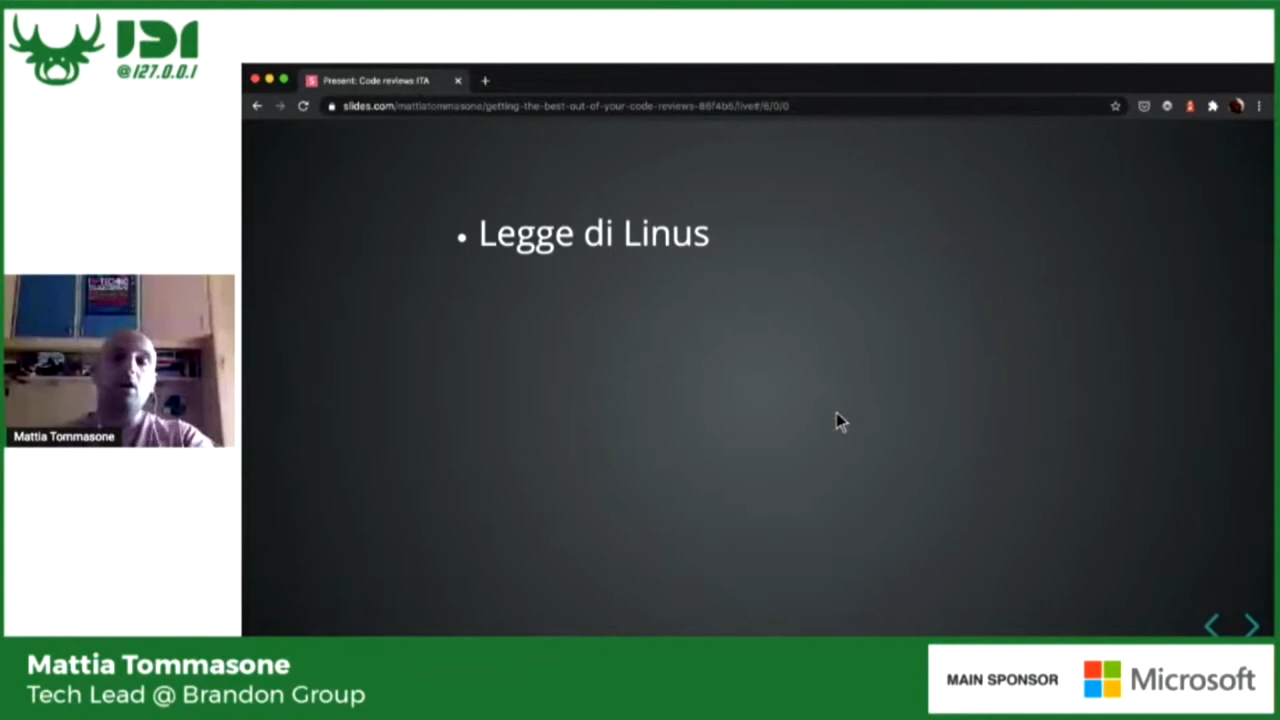 IDI
@127.0.0.1
Present: Code reviews ITA
slides.com/mattiatommasone/getting-the-best-out-of-your-code-reviews-86f4b6/live#/6/0/0
• Legge di Linus
Mattia Tommasone
Mattia Tommasone
Tech Lead @ Brandon Group
MAIN SPONSOR
Microsoft